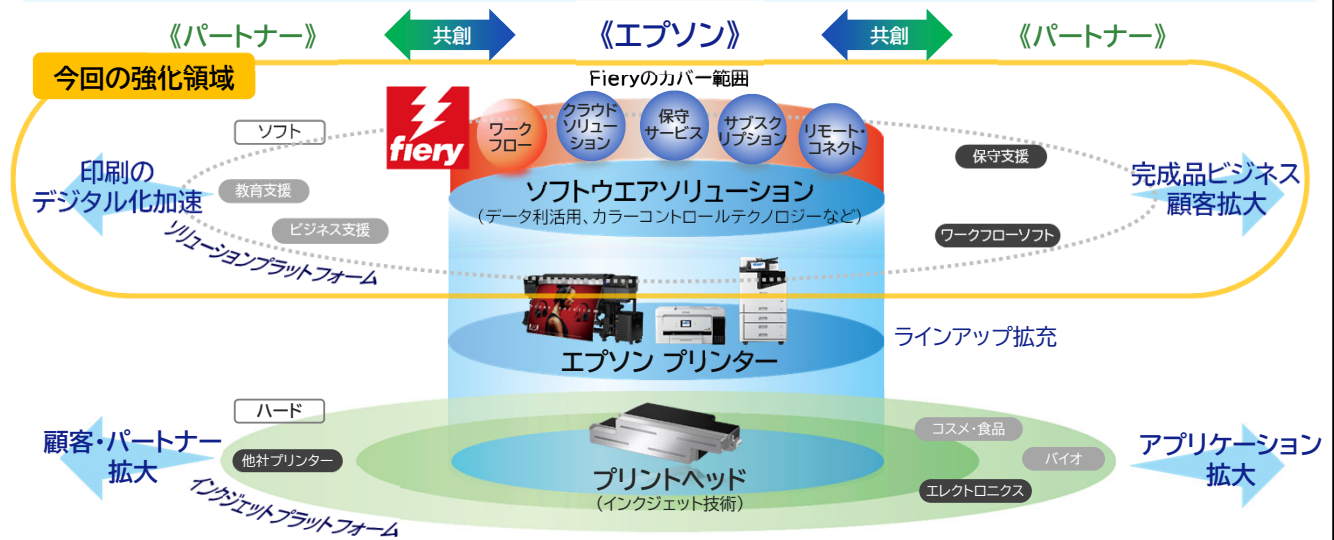 《パートナー》
共創
《エプソン》
共創
《パートナー》
今回の強化領域
Fieryのカバー範囲
fiery
ワーク
フロー
クラウド
ソリュー
ション
保守
サービス
サブスク
リプション
リモート・
コネクト
ソフト
保守支援
印刷の
デジタル化加速
教育支援
ソフトウエアソリューション
(データ利活用、カラーコントロールテクノロジーなど)
完成品ビジネス
顧客拡大
ビジネス支援
ワークフローソフト
ソリューションプラットフォーム
エプソン プリンター
ラインアップ拡充
ハード
コスメ・食品
顧客・パートナー
拡大
他社プリンター
プリントヘッド
(インクジェット技術)
バイオ
エレクトロニクス
アプリケーション
拡大
インクジェットプラットフォーム